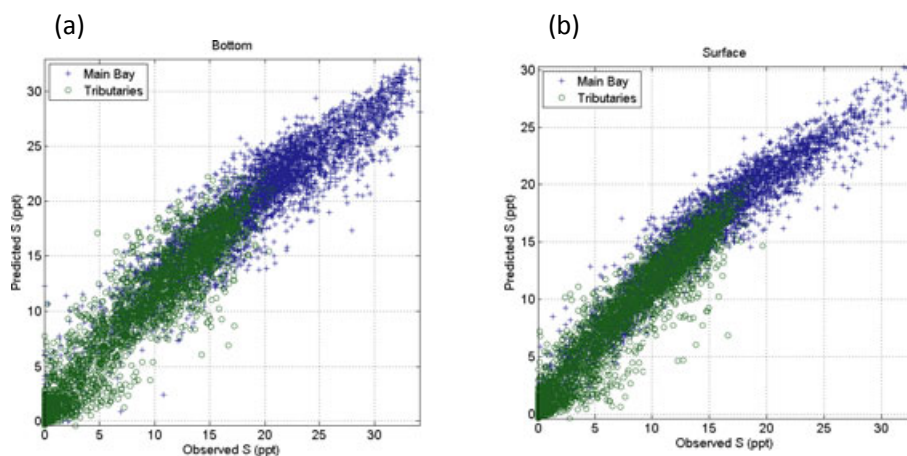 (a)
Bottom
+ Main Bay
o Tributaries
30
25
20
15
10
5
0
Predicted S (ppt)
0 5 10 15 20 25 30
Observed S (ppt)
(b)
Surface
+ Main Bay
o Tributaries
30
25
20
15
10
5
0
Predicted S (ppt)
0 5 10 15 20 25 30
Observed S (ppt)